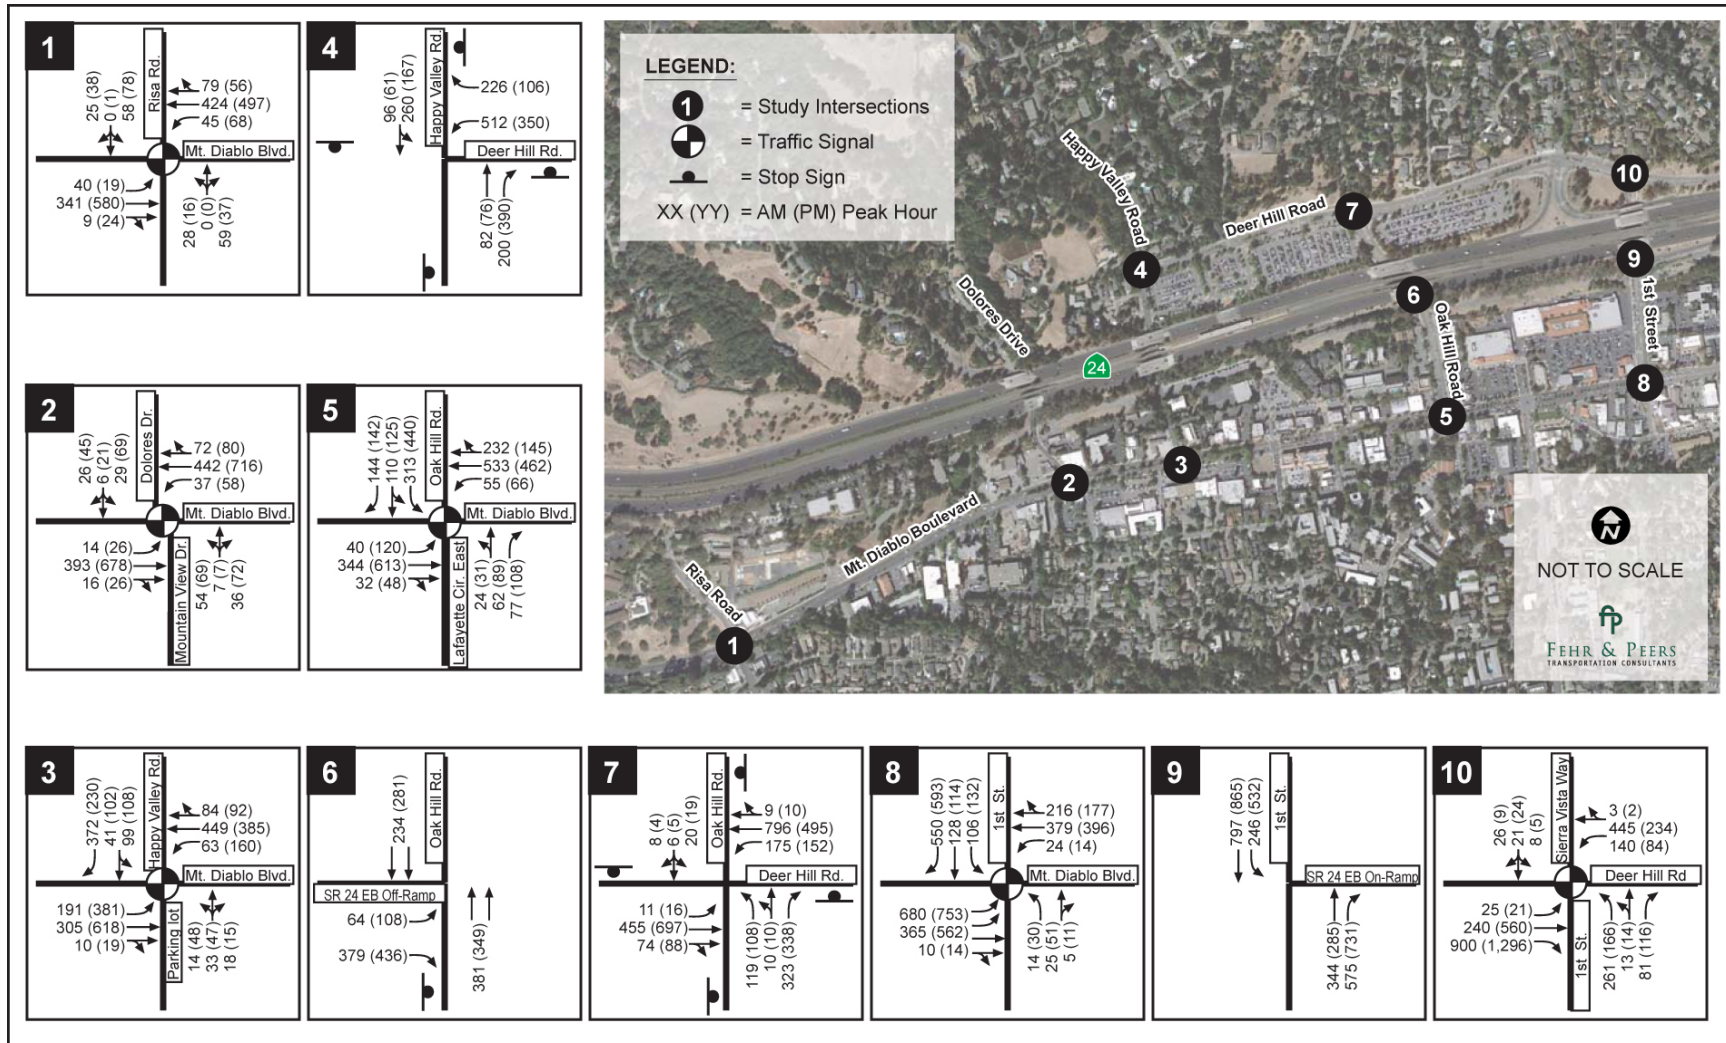 1
Risa Rd.
25 (38)
0 (1)
58 (78)
79 (56)
424 (497)
45 (68)
Mt. Diablo Blvd.
40 (19)
341 (580)
9 (24)
28 (16)
0 (0)
59 (37)
4
Happy Valley Rd.
96 (61)
260 (167)
226 (106)
512 (350)
Deer Hill Rd.
82 (76)
200 (390)
LEGEND:
1 = Study Intersections
= Traffic Signal
= Stop Sign
XX (YY) = AM (PM) Peak Hour
Happy Valley Road
Deer Hill Road
Dolores Drive
24
Oak Hill Road
1st Street
Mt. Diablo Boulevard
Risa Road
1
2
3
4
5
6
7
8
9
10
N
NOT TO SCALE
fp
FEHR & PEERS
TRANSPORTATION CONSULTANTS
2
Dolores Dr.
26 (45)
6 (21)
29 (69)
72 (80)
442 (716)
37 (58)
Mt. Diablo Blvd.
14 (26)
393 (678)
16 (26)
Mountain View Dr.
54 (69)
7 (7)
36 (72)
5
Oak Hill Rd.
144 (142)
110 (125)
313 (440)
232 (145)
533 (462)
55 (66)
Mt. Diablo Blvd.
40 (120)
344 (613)
32 (48)
Lafayette Cir. East
24 (31)
62 (89)
77 (108)
3
Happy Valley Rd.
372 (230)
41 (102)
99 (108)
84 (92)
449 (385)
63 (160)
Mt. Diablo Blvd.
191 (381)
305 (618)
10 (19)
Parking lot
14 (48)
33 (47)
18 (15)
6
Oak Hill Rd.
234 (281)
SR 24 EB Off-Ramp
64 (108)
379 (436)
381 (349)
7
Oak Hill Rd.
8 (4)
6 (5)
20 (19)
9 (10)
796 (495)
175 (152)
Deer Hill Rd.
11 (16)
455 (697)
74 (88)
119 (108)
10 (10)
323 (338)
8
1st St.
550 (593)
128 (114)
106 (132)
216 (177)
379 (396)
24 (14)
Mt. Diablo Blvd.
680 (753)
365 (562)
10 (14)
14 (30)
25 (51)
5 (11)
9
1st St.
797 (865)
246 (532)
SR 24 EB On-Ramp
344 (285)
575 (731)
10
Sierra Vista Way
26 (9)
21 (24)
8 (5)
3 (2)
445 (234)
140 (84)
Deer Hill Rd
25 (21)
240 (560)
900 (1,296)
1st St.
261 (166)
13 (14)
81 (116)